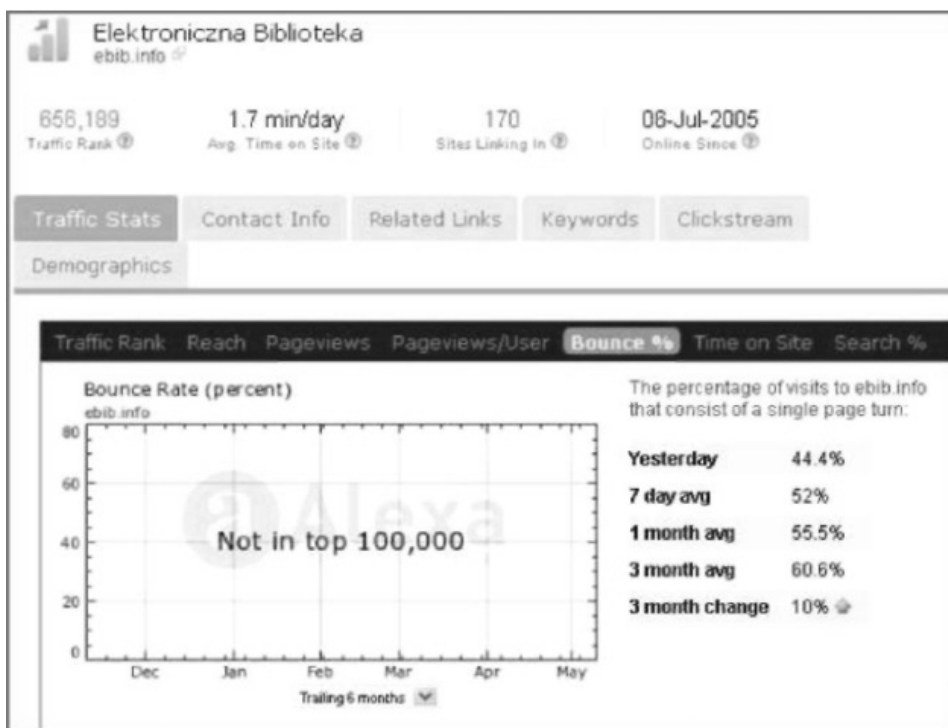 Elektroniczna Biblioteka
ebib.info
656,189 1.7 min/day 170 06-Jul-2005
Traffic Rank Avg. Time on Site Sites Linking In Online Since
Traffic Stats Contact Info Related Links Keywords Clickstream
Demographics
Traffic Rank Reach Pageviews Pageviews/User Bounce % Time on Site Search %
Bounce Rate (percent)
ebib.info
The percentage of visits to ebib.info
that consist of a single page turn:
80
60
40
20
0
Alexa
Not in top 100,000
Dec Jan Feb Mar Apr May
Trailing 6 months
Yesterday 44.4%
7 day avg 52%
1 month avg 55.5%
3 month avg 60.6%
3 month change 10%